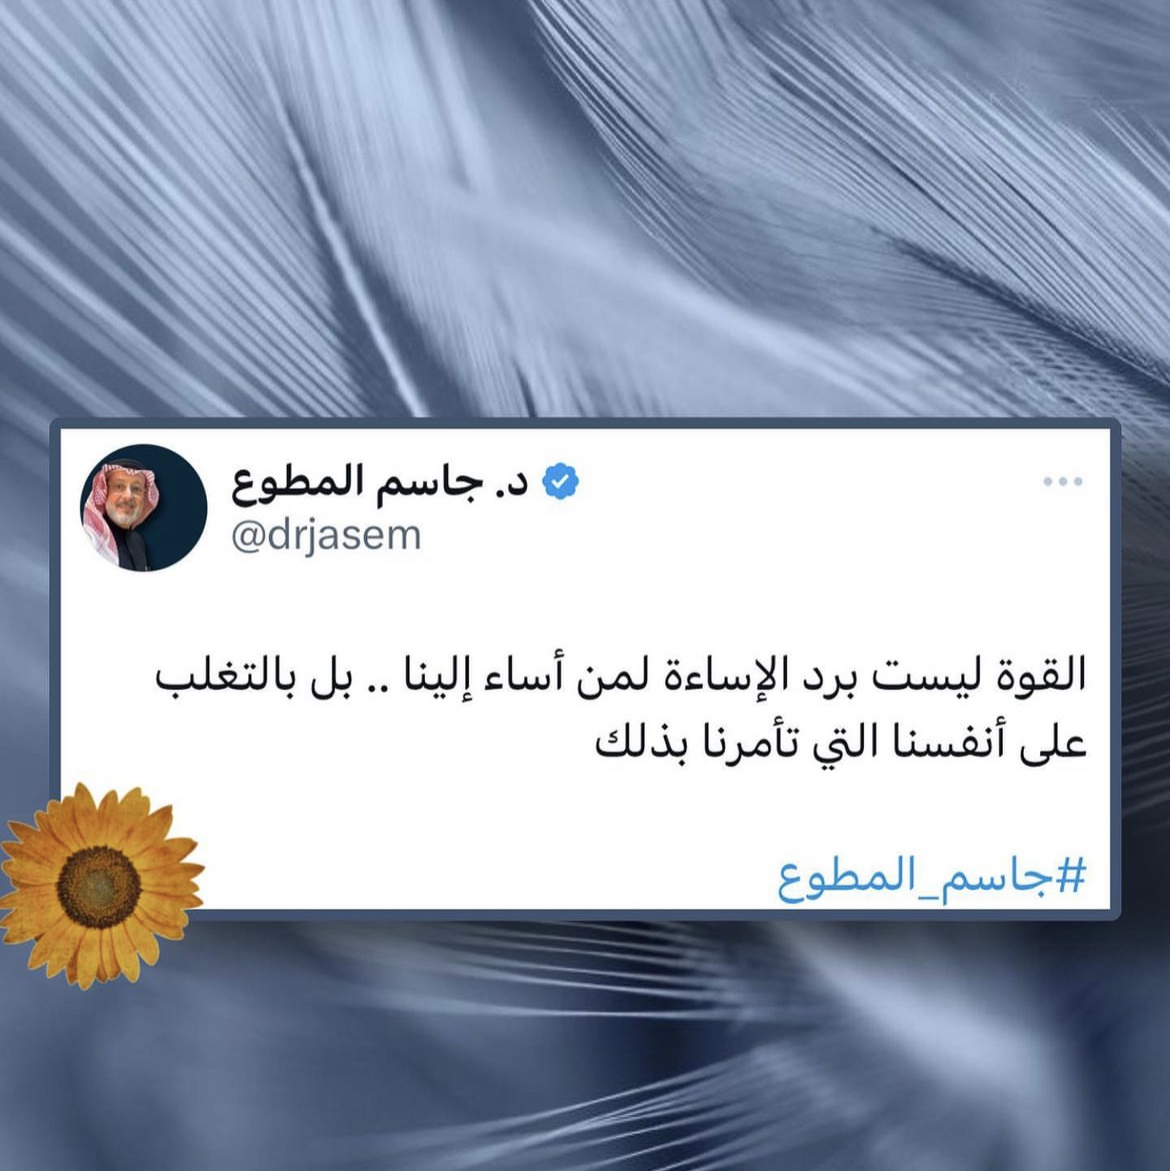 د. جاسم المطوع
@drjasem
القوة ليست برد الإساءة لمن أساء إلينا .. بل بالتغلب
على أنفسنا التي تأمرنا بذلك
#جاسم_المطوع